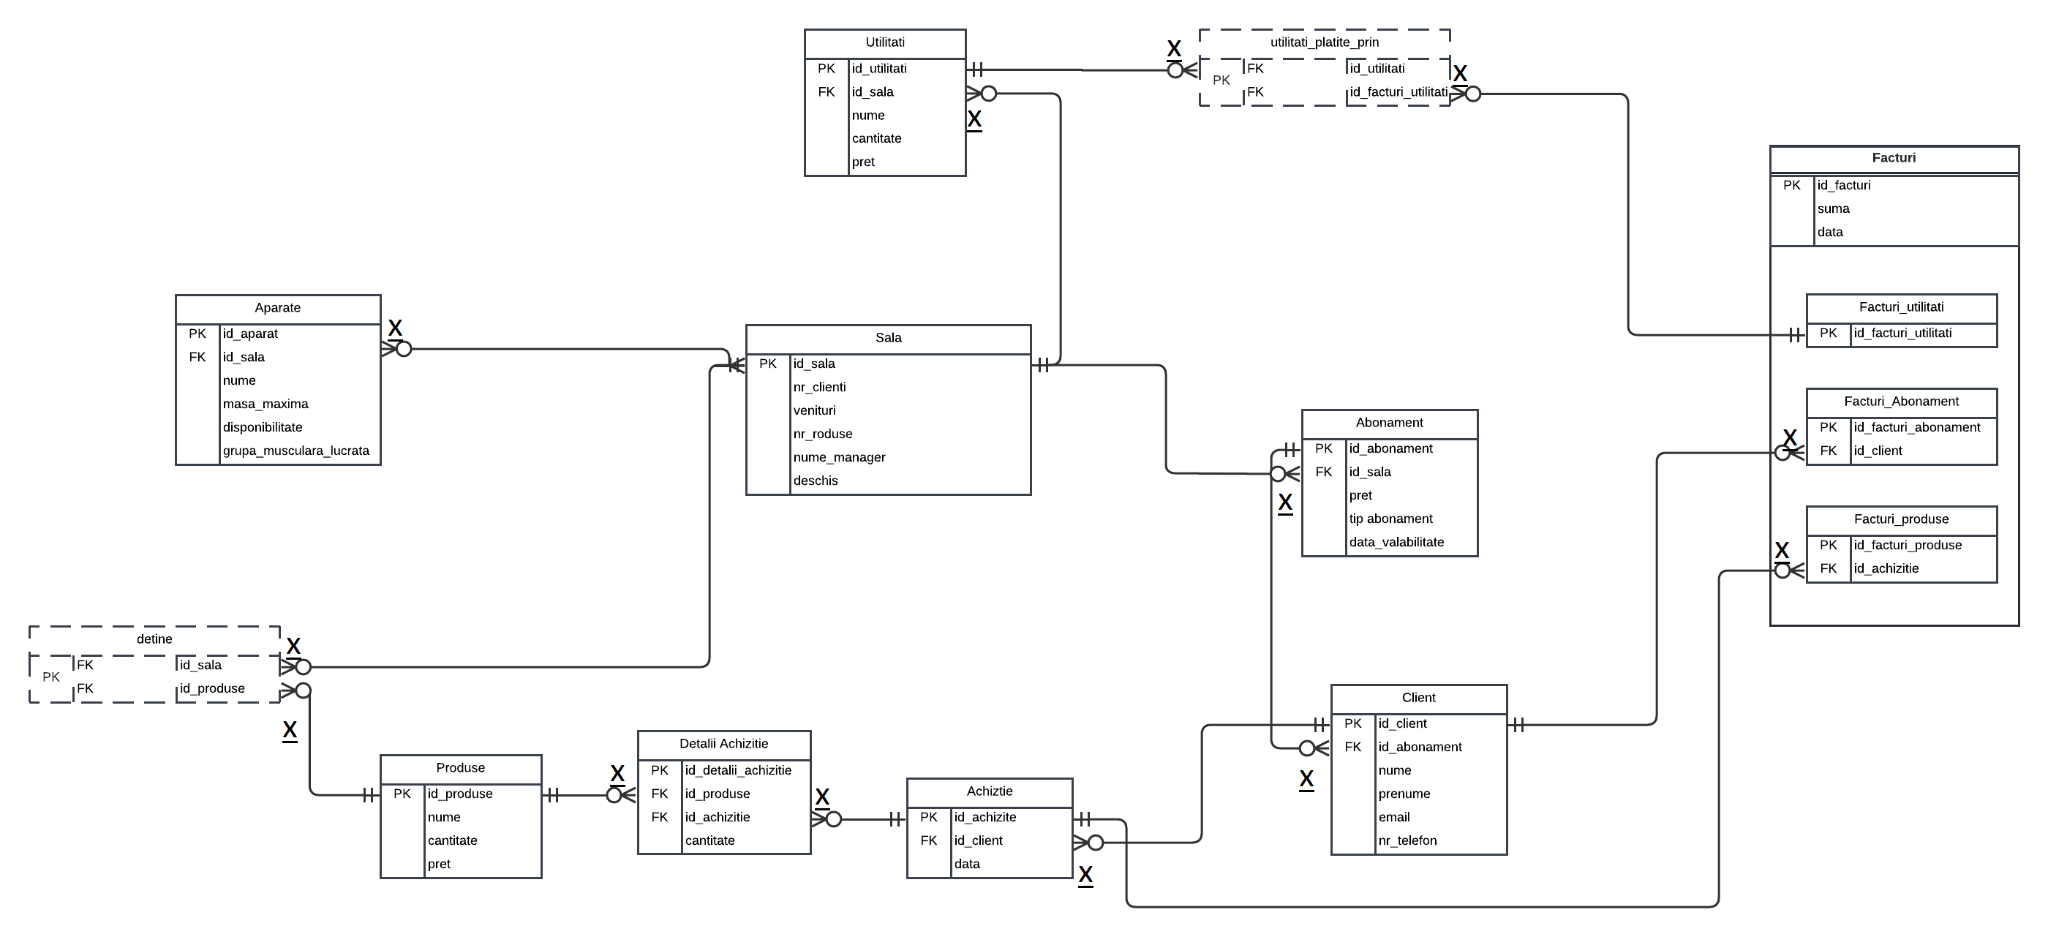 Utilitati
PK id_utilitati
FK id_sala
nume
cantitate
pret
X
X
utilitati_platite_prin
PK
FK id_utilitati
FK id_facturi_utilitati
X
Facturi
PK id_facturi
suma
data
Facturi_utilitati
PK id_facturi_utilitati
Facturi_Abonament
PK id_facturi_abonament
FK id_client
X
Facturi_produse
PK id_facturi_produse
FK id_achizitie
X
Aparate
PK id_aparat
FK id_sala
nume
masa_maxima
disponibilitate
grupa_musculara_lucrata
X
Sala
PK id_sala
nr_clienti
venituri
nr_roduse
nume_manager
deschis
Abonament
PK id_abonament
FK id_sala
pret
tip abonament
data_valabilitate
X
detine
PK
FK id_sala
FK id_produse
X
X
Produse
PK id_produse
nume
cantitate
pret
X
Detalii Achizitie
PK id_detalii_achizitie
FK id_produse
FK id_achizitie
cantitate
X
Achiztie
PK id_achizite
FK id_client
data
X
Client
PK id_client
FK id_abonament
nume
prenume
email
nr_telefon
X